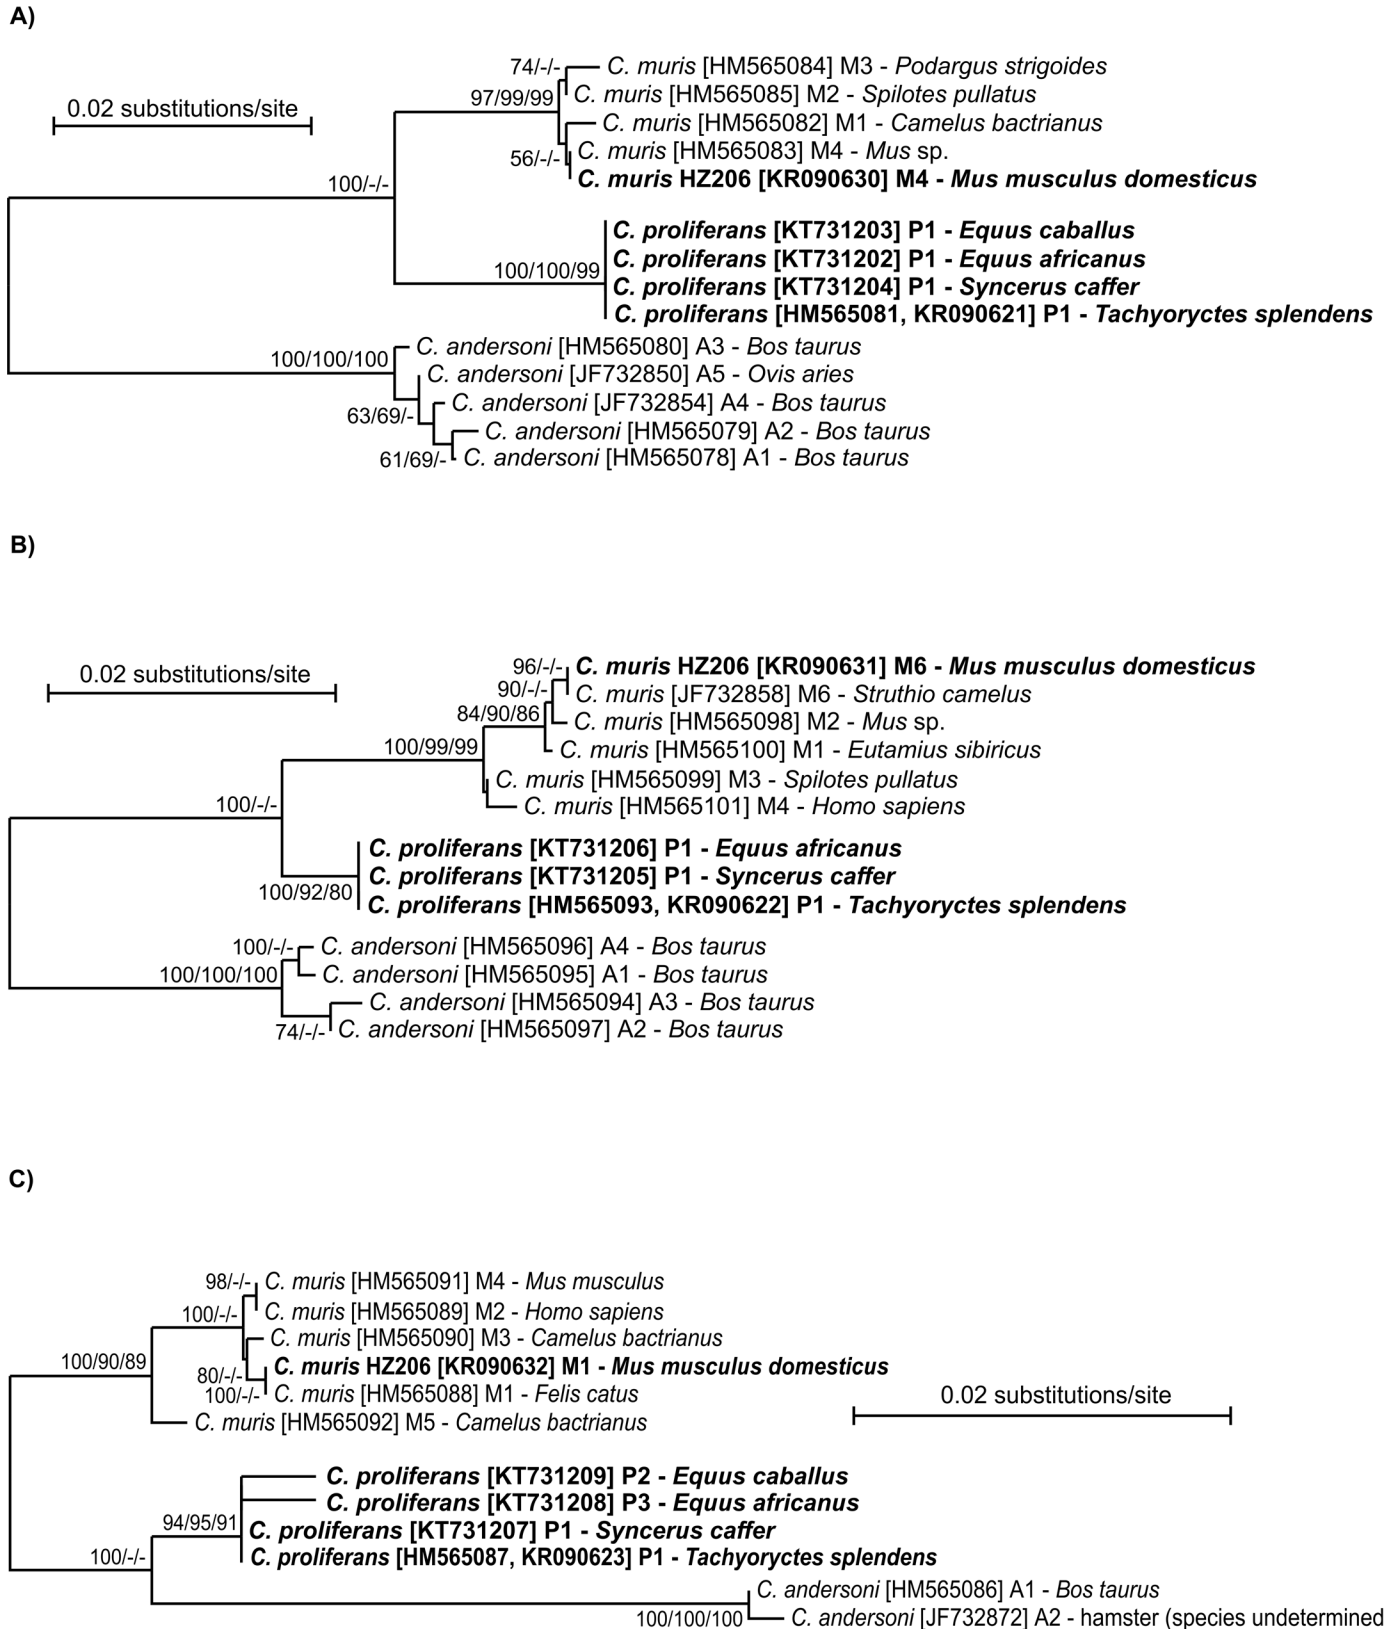 A)
74/-/-
C. muris [HM565084] M3 - Podargus strigoides
0.02 substitutions/site
97/99/99
C. muris [HM565085] M2 - Spilotes pullatus
C. muris [HM565082] M1 - Camelus bactrianus
56/-/-
C. muris [HM565083] M4 - Mus sp.
100/-/-
C. muris HZ206 [KR090630] M4 - Mus musculus domesticus
C. proliferans [KT731203] P1 - Equus caballus
C. proliferans [KT731202] P1 - Equus africanus
100/100/99
C. proliferans [KT731204] P1 - Syncerus caffer
C. proliferans [HM565081, KR090621] P1 - Tachyoryctes splendens
100/100/100
C. andersoni [HM565080] A3 - Bos taurus
C. andersoni [JF732850] A5 - Ovis aries
63/69/-
C. andersoni [JF732854] A4 - Bos taurus
C. andersoni [HM565079] A2 - Bos taurus
61/69/-
C. andersoni [HM565078] A1 - Bos taurus
B)
96/-/-
C. muris HZ206 [KR090631] M6 - Mus musculus domesticus
0.02 substitutions/site
90/-/-
C. muris [JF732858] M6 - Struthio camelus
84/90/86
C. muris [HM565098] M2 - Mus sp.
100/99/99
C. muris [HM565100] M1 - Eutamius sibiricus
C. muris [HM565099] M3 - Spilotes pullatus
100/-/-
C. muris [HM565101] M4 - Homo sapiens
C. proliferans [KT731206] P1 - Equus africanus
C. proliferans [KT731205] P1 - Syncerus caffer
100/92/80
C. proliferans [HM565093, KR090622] P1 - Tachyoryctes splendens
100/-/-
C. andersoni [HM565096] A4 - Bos taurus
100/100/100
C. andersoni [HM565095] A1 - Bos taurus
C. andersoni [HM565094] A3 - Bos taurus
74/-/-
C. andersoni [HM565097] A2 - Bos taurus
C)
98/-/-
C. muris [HM565091] M4 - Mus musculus
100/-/-
C. muris [HM565089] M2 - Homo sapiens
C. muris [HM565090] M3 - Camelus bactrianus
100/90/89
C. muris HZ206 [KR090632] M1 - Mus musculus domesticus
80/-/-
100/-/-
C. muris [HM565088] M1 - Felis catus
0.02 substitutions/site
C. muris [HM565092] M5 - Camelus bactrianus
C. proliferans [KT731209] P2 - Equus caballus
C. proliferans [KT731208] P3 - Equus africanus
94/95/91
C. proliferans [KT731207] P1 - Syncerus caffer
100/-/-
C. proliferans [HM565087, KR090623] P1 - Tachyoryctes splendens
C. andersoni [HM565086] A1 - Bos taurus
100/100/100
C. andersoni [JF732872] A2 - hamster (species undetermined